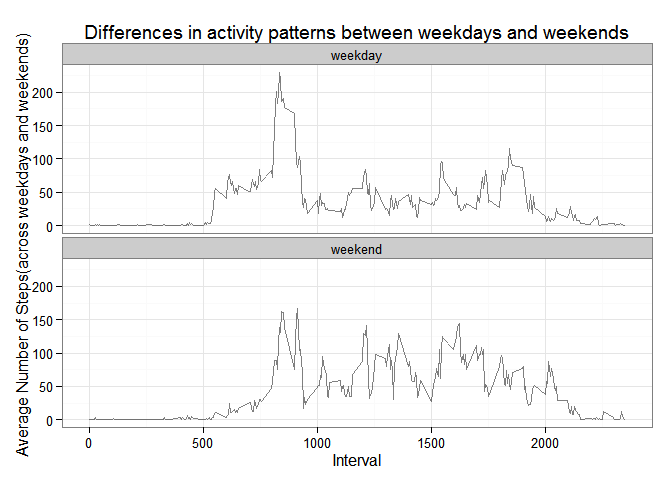 Differences in activity patterns between weekdays and weekends
weekday
200
150
100
50
0
weekend
200
150
100
50
0
Average Number of Steps(across weekdays and weekends)
0 500 1000 1500 2000
Interval